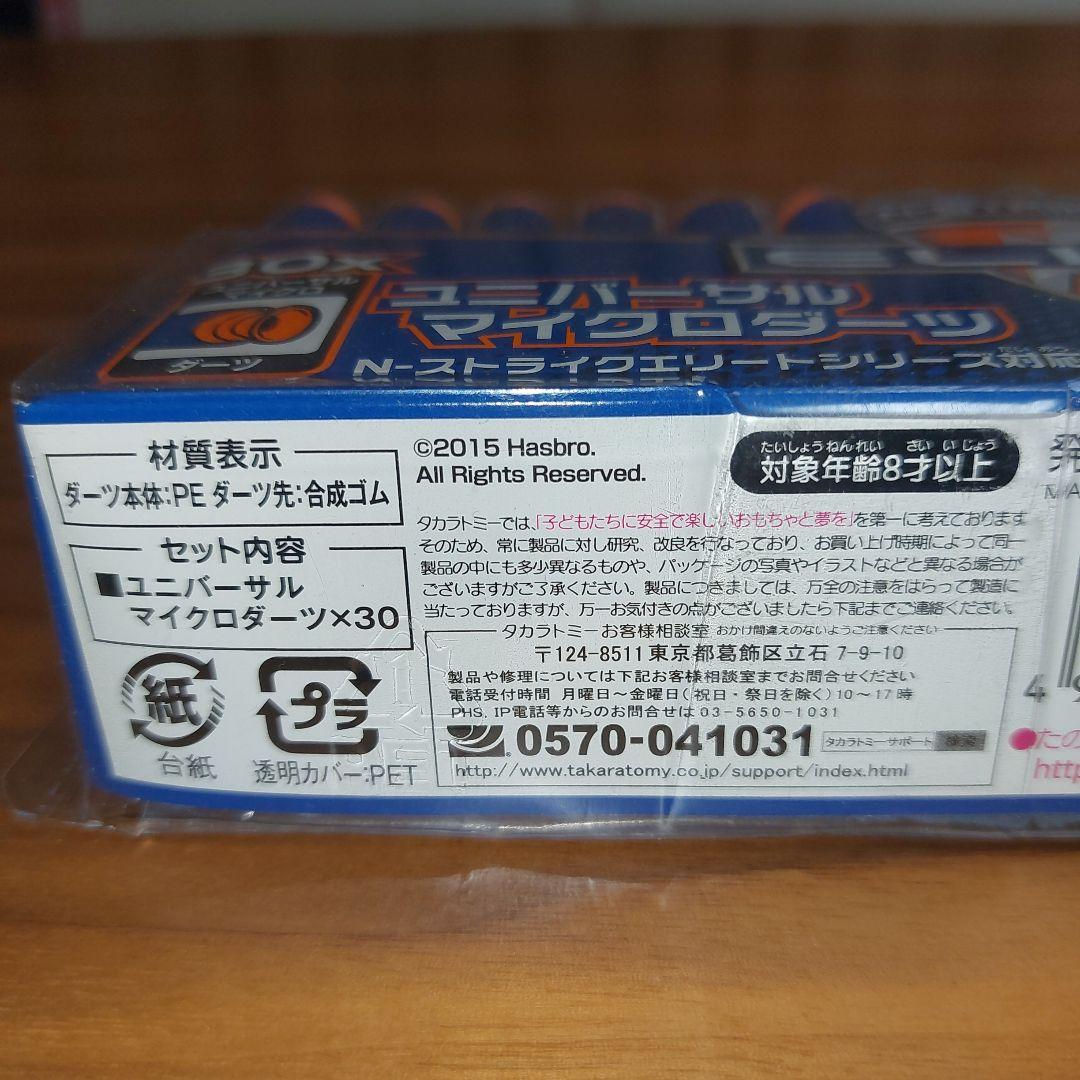 30X
ユニバーサル
マイクロ
ダーツ
ユニバーサル
マイクロダーツ
N-ストライクエリートシリーズ対応
材質表示
ダーツ本体:PE ダーツ先:合成ゴム
セット内容
■ユニバーサル
マイクロダーツ×30
紙
台紙
プラ
透明カバー:PET
©2015 Hasbro.
All Rights Reserved.
たいしょうねんれい さいいじょう
対象年齢8才以上
タカラトミーでは、「子どもたちに安全で楽しいおもちゃと夢を」を第一に考えております
そのため、常に製品に対し研究、改良を行なっており、お買い上げ時期によって同一
製品の中にも多少異なるものや、パッケージの写真やイラストなどと異なる場合が
ございますがご了承ください。製品につきましては、万全の注意をはらって製造に
当たっておりますが、万一お気付きの点がございましたら下記までご連絡ください。
タカラトミーお客様相談室 おかけ間違えのないようご注意ください
〒124-8511 東京都葛飾区立石 7-9-10
製品や修理については下記お客様相談室までお問合せください
電話受付時間 月曜日〜金曜日(祝日・祭日を除く)10〜17時
PHS、IP電話等からのお問合せは 03-5650-1031
0570-041031 タカラトミーサポート 検索
http://www.takaratomy.co.jp/support/index.html
発
4 9
●たの
http